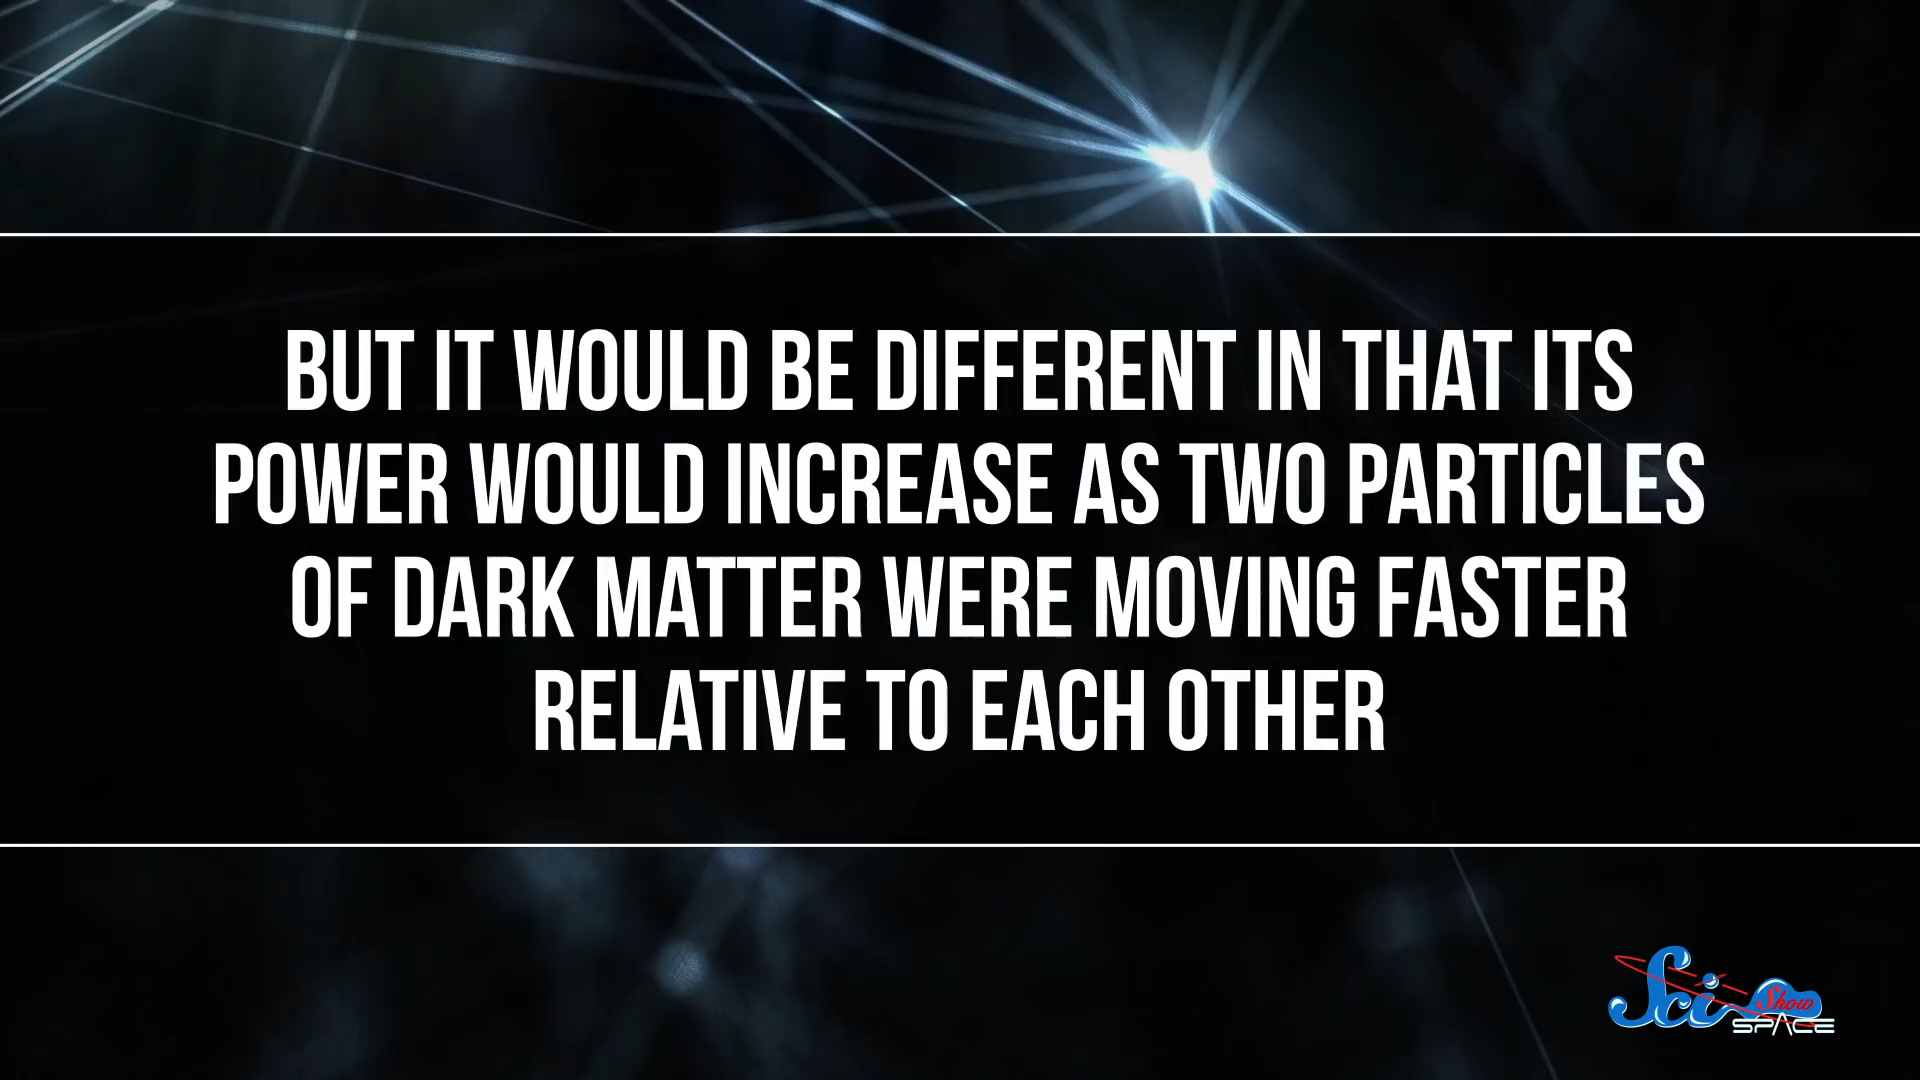 BUT IT WOULD BE DIFFERENT IN THAT ITS
POWER WOULD INCREASE AS TWO PARTICLES
OF DARK MATTER WERE MOVING FASTER
RELATIVE TO EACH OTHER
Sci Show
SPACE